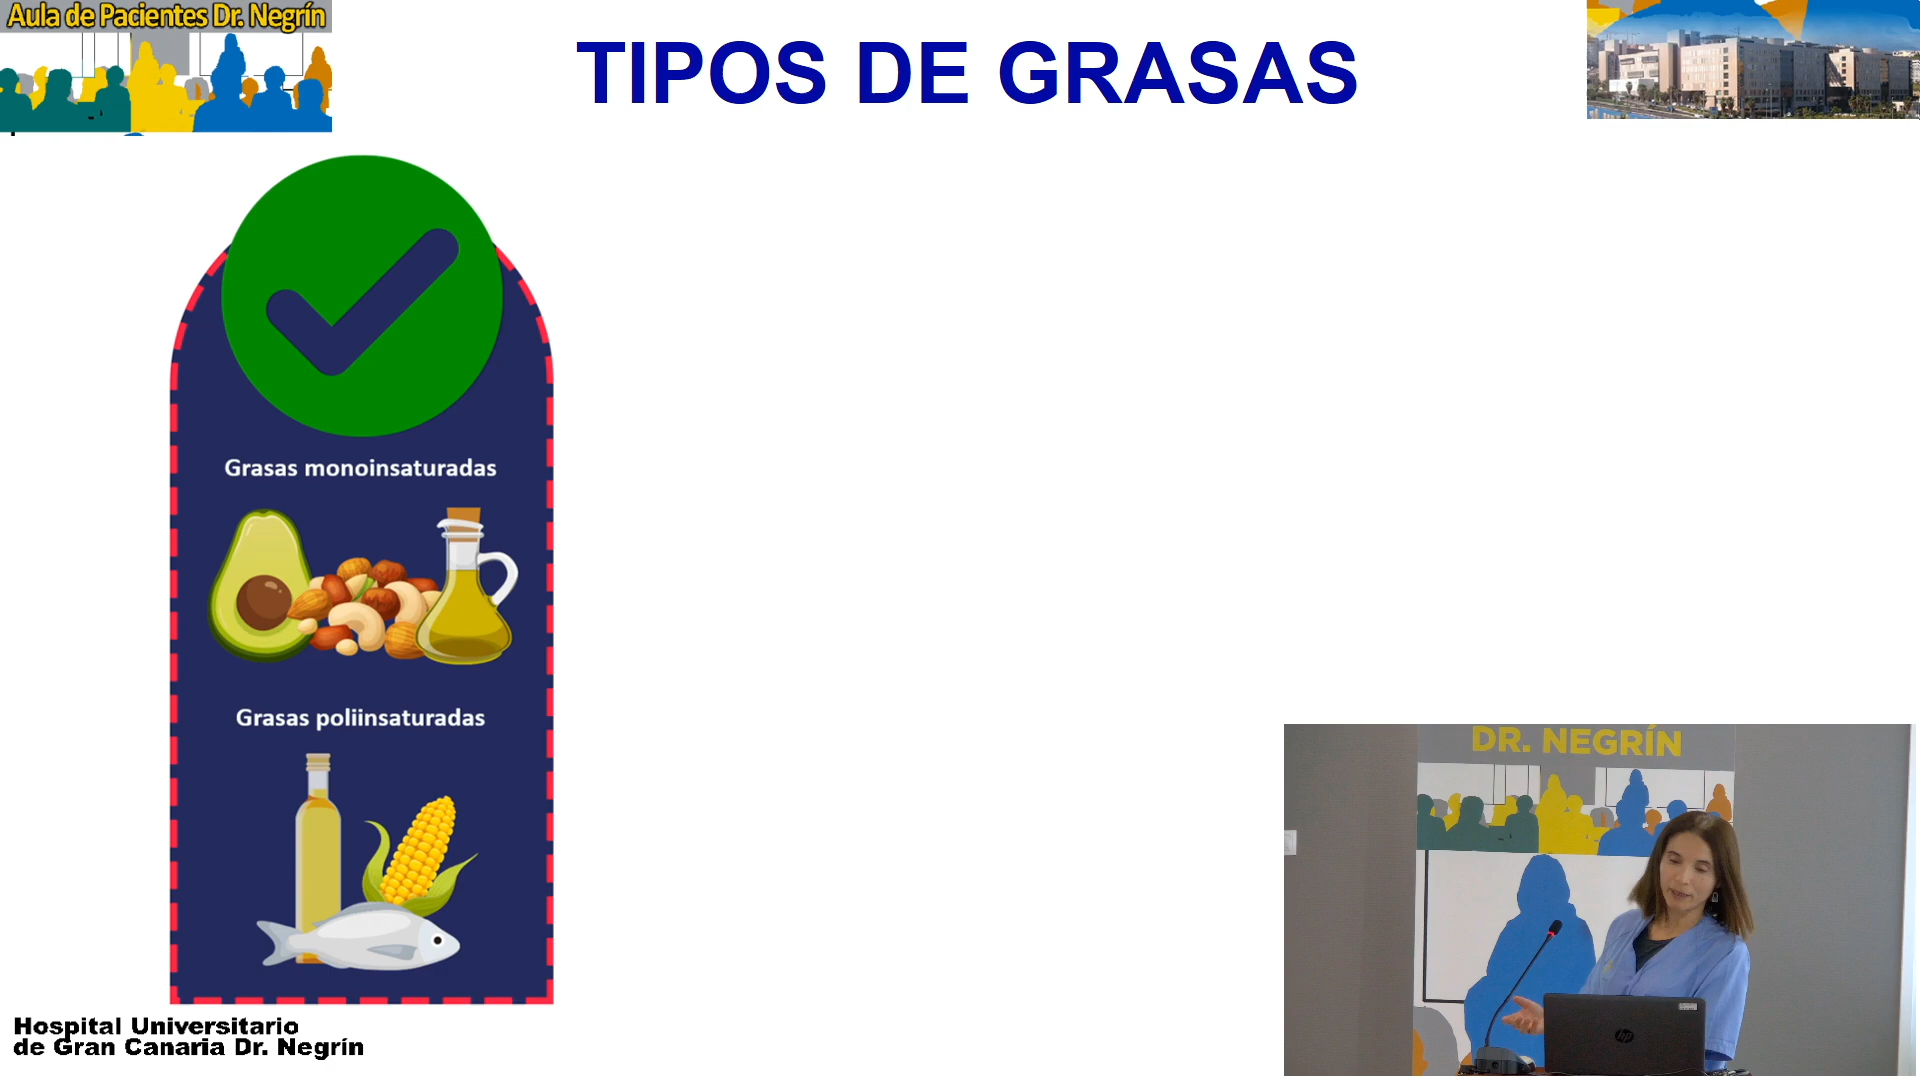 Aula de Pacientes Dr. Negrín
TIPOS DE GRASAS
Grasas monoinsaturadas
Grasas poliinsaturadas
DR. NEGRÍN
hp
Hospital Universitario
de Gran Canaria Dr. Negrín